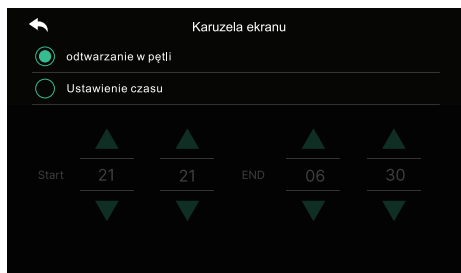 Karuzela ekranu
odtwarzanie w pętli
Ustawienie czasu
Start 21 21 END 06 30